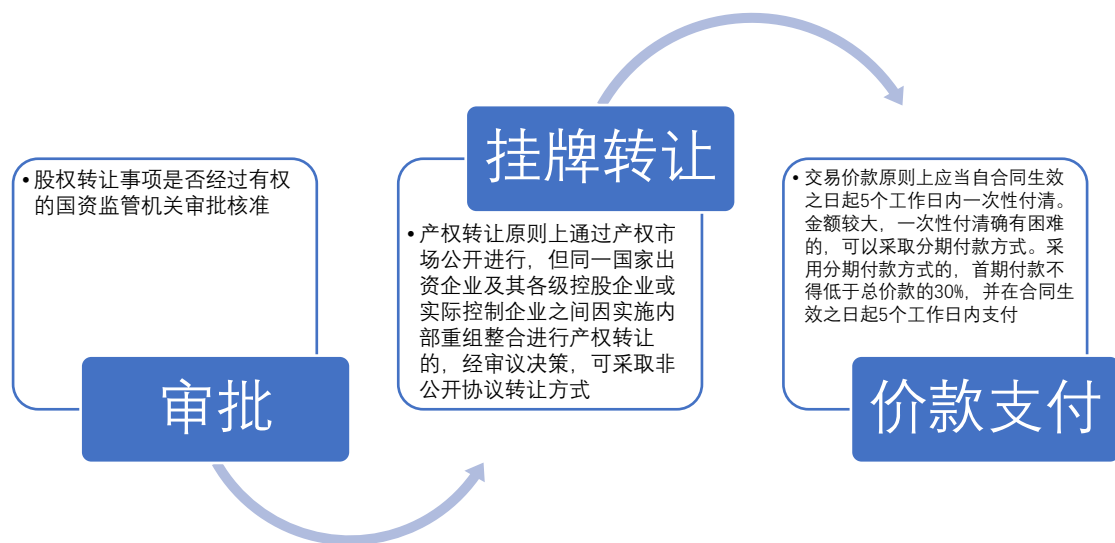 •股权转让事项是否经过有权
的国资监管机关审批核准
审批
挂牌转让
•产权转让原则上通过产权市
场公开进行，但同一国家出
资企业及其各级控股企业或
实际控制企业之间因实施内
部重组整合进行产权转让
的，经审议决策，可采取非
公开协议转让方式
•交易价款原则上应当自合同生效
之日起5个工作日内一次性付清。
金额较大，一次性付清确有困难
的，可以采取分期付款方式。采
用分期付款方式的，首期付款不
得低于总价款的30%，并在合同生
效之日起5个工作日内支付
价款支付